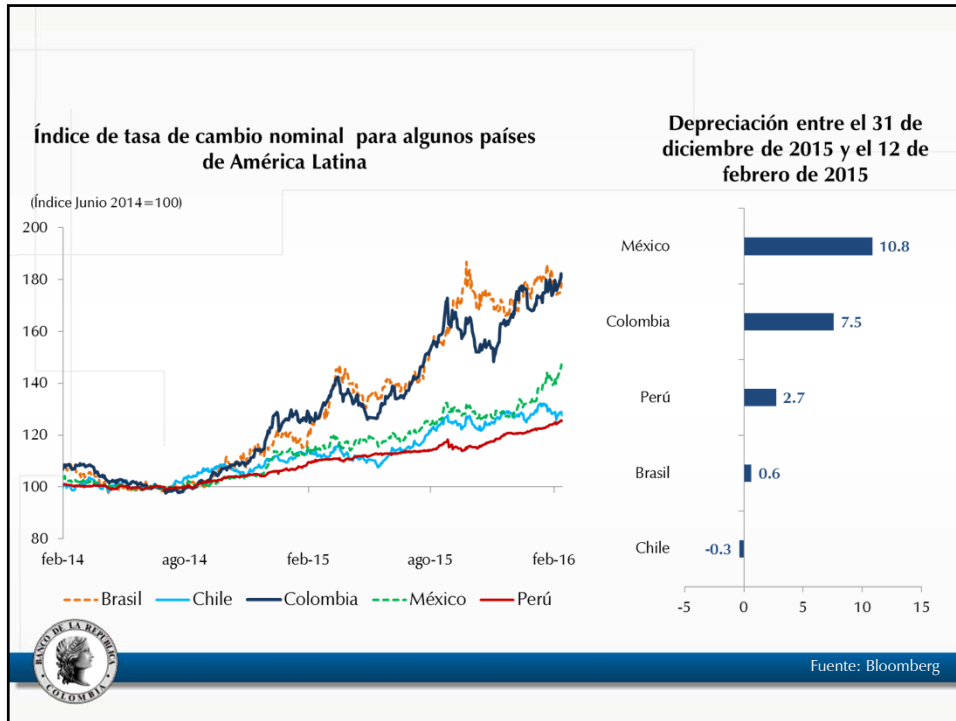 Índice de tasa de cambio nominal para algunos países
de América Latina
(Índice Junio 2014=100)
200
180
160
140
120
100
80
feb-14
ago-14
feb-15
ago-15
feb-16
Brasil
Chile
Colombia
México
Perú
Depreciación entre el 31 de
diciembre de 2015 y el 12 de
febrero de 2015
México
10.8
Colombia
7.5
Perú
2.7
Brasil
0.6
Chile
-0.3
-5
0
5
10
15
BANCO DE LA REPÚBLICA
COLOMBIA
Fuente: Bloomberg